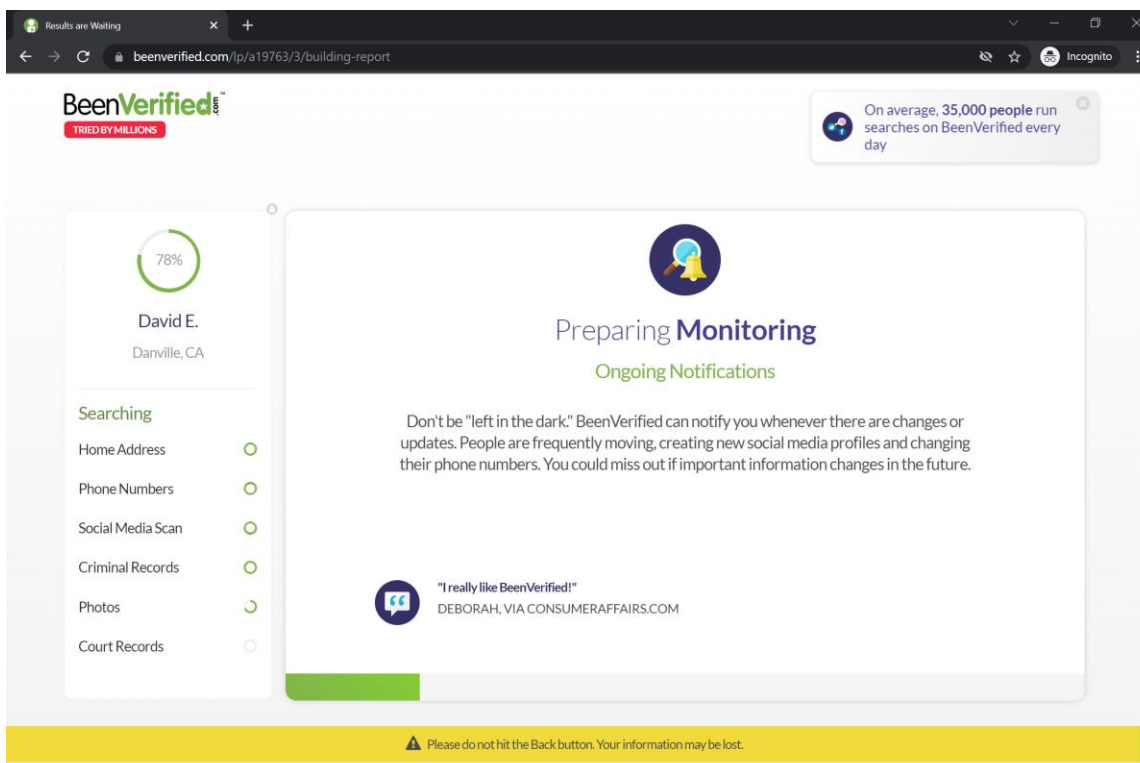 Results are Waiting
beenverified.com/lp/a19763/3/building-report
Incognito
BeenVerified.com™
TRIED BY MILLIONS
On average, 35,000 people run
searches on BeenVerified every
day
78%
David E.
Danville, CA
Searching
Home Address
Phone Numbers
Social Media Scan
Criminal Records
Photos
Court Records
Preparing Monitoring
Ongoing Notifications
Don't be "left in the dark." BeenVerified can notify you whenever there are changes or
updates. People are frequently moving, creating new social media profiles and changing
their phone numbers. You could miss out if important information changes in the future.
"I really like BeenVerified!"
DEBORAH, VIA CONSUMERAFFAIRS.COM
Please do not hit the Back button. Your information may be lost.